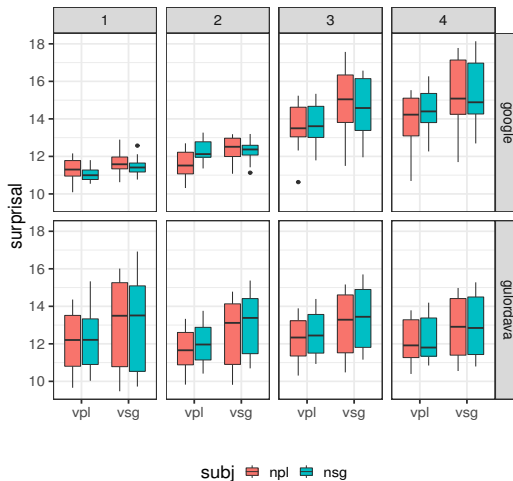 1 2 3 4
18
16
14
12
10
google
surprisal
18
16
14
12
10
gulordava
vpl vsg vpl vsg vpl vsg vpl vsg
subj npl nsg